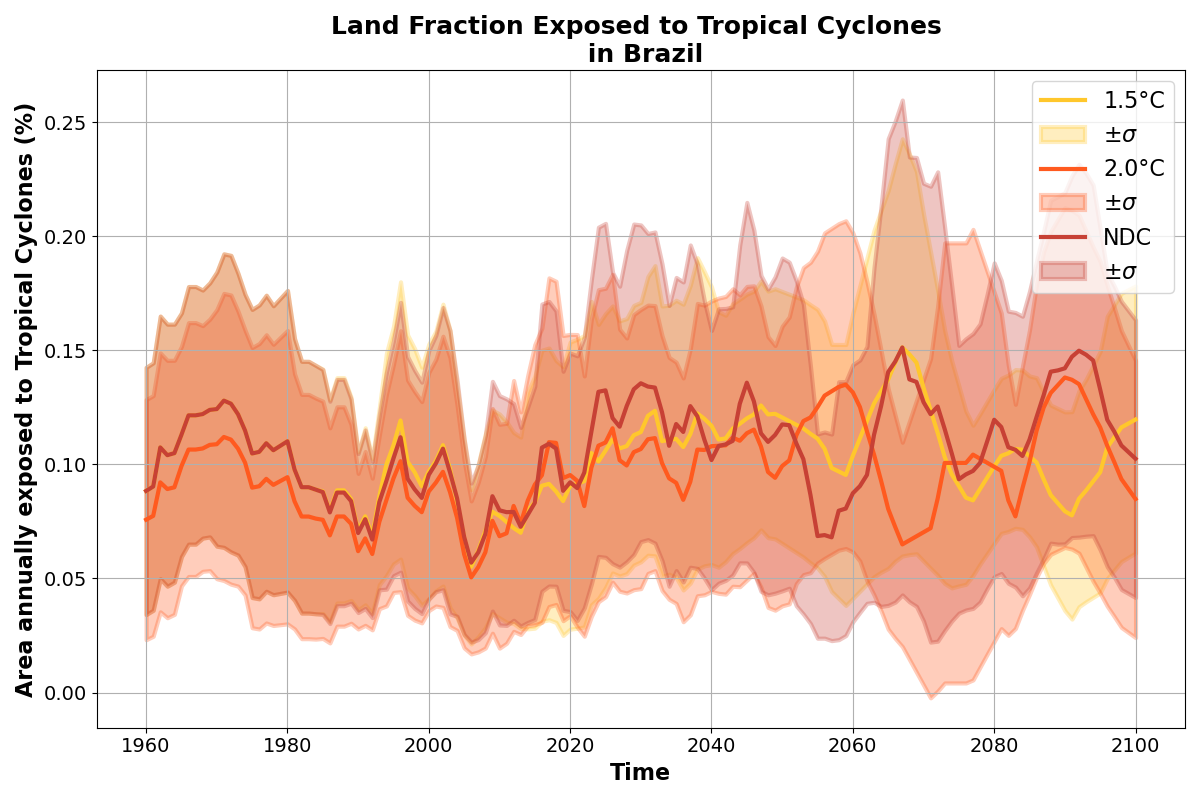 Land Fraction Exposed to Tropical Cyclones
in Brazil
Area annually exposed to Tropical Cyclones (%)
0.25
0.20
0.15
0.10
0.05
0.00
1960
1980
2000
2020
2040
2060
2080
2100
Time
1.5°C
±σ
2.0°C
±σ
NDC
±σ